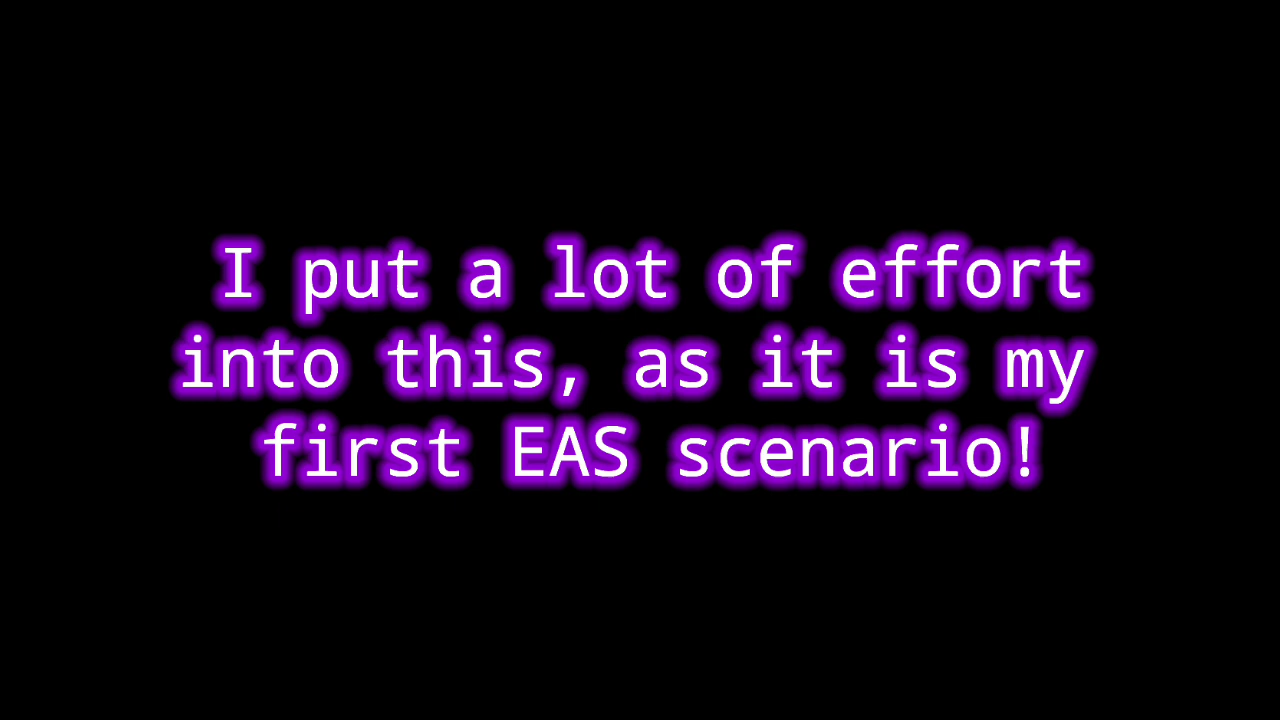 I put a lot of effort
into this, as it is my
first EAS scenario!